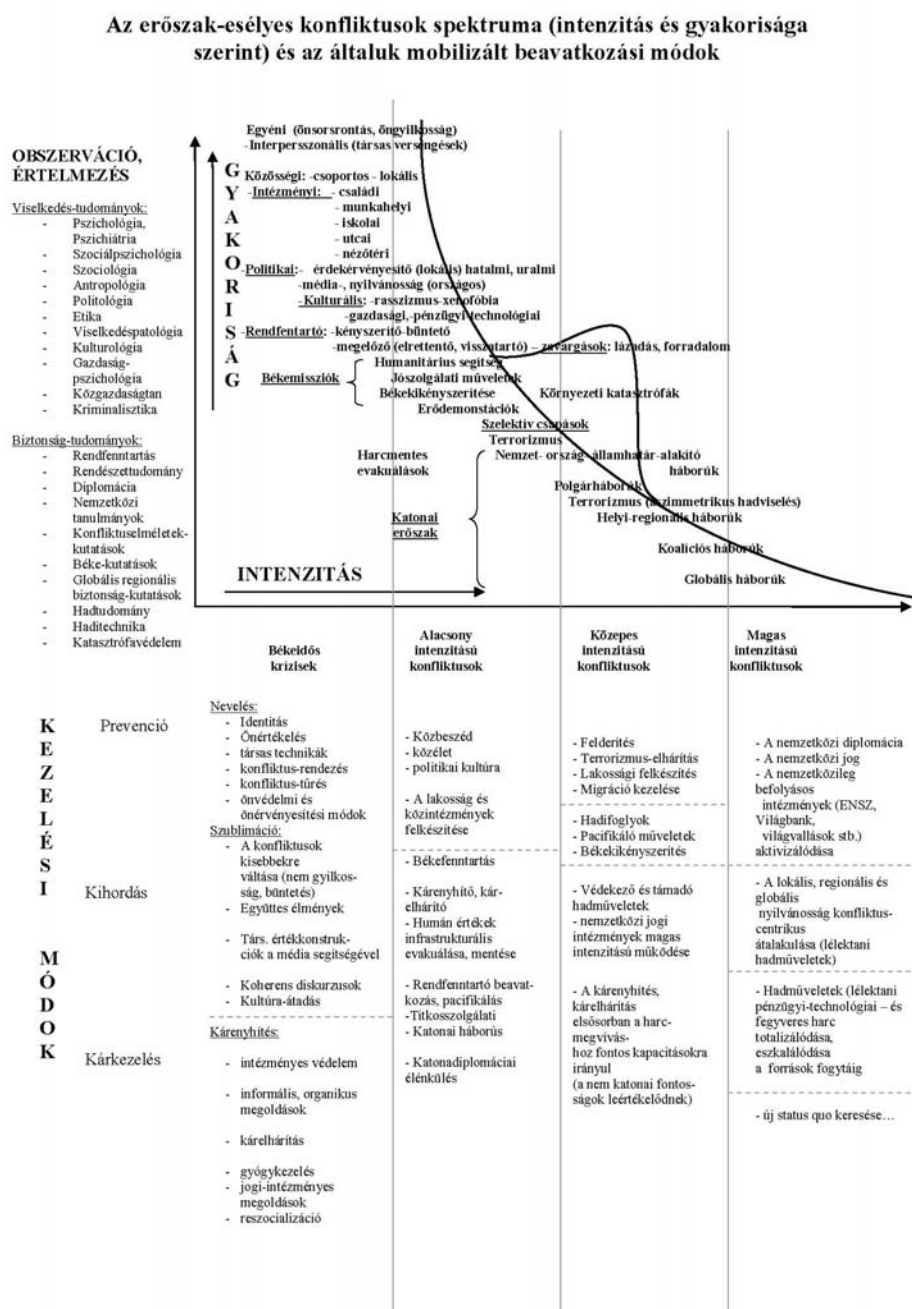 Az erőszak-esélyes konfliktusok spektruma (intenzitás és gyakorisága
szerint) és az általuk mobilizált beavatkozási módok
OBSZERVÁCIÓ,
ÉRTELMEZÉS
Viselkedés-tudományok:
- Pszichológia,
Pszichiátria
- Szociálpszichológia
- Szociológia
- Antropológia
- Politológia
- Etika
- Viselkedéspatológia
- Kulturológia
- Gazdaság-
pszichológia
- Közgazdaságtan
- Kriminalisztika
Biztonság-tudományok:
- Rendfenntartás
- Rendészettudomány
- Diplomácia
- Nemzetközi
tanulmányok
- Konfliktuselméletek-
kutatások
- Béke-kutatások
- Globális regionális
biztonság-kutatások
- Hadtudomány
- Haditechnika
- Katasztrófavédelem
GYAKORISÁG
Egyéni (önsorsrontás, öngyilkosság)
-Interperszonális (társas versengések)
Közösségi: -csoportos - lokális
-Intézményi: - családi
- munkahelyi
- iskolai
- utcai
- nézőtéri
-Politikai:- érdekérvényesítő (lokális) hatalmi, uralmi
-média-, nyilvánosság (országos)
-Kulturális: -rasszizmus-xenofóbia
-gazdasági,-pénzügyi-technológiai
-Rendfentartó: -kényszerítő-büntető
-megelőző (elrettentő, visszatartó) – zavargások: lázadás, forradalom
Békemissziók
Humanitárius segítség
Jószolgálati műveletek
Békekikényszerítése
Erődemonstációk
Környezeti katasztrófák
Szelektív csapások
Terrorizmus
Harcmentes
evakuálások
Nemzet- ország- államhatár-alakító
háborúk
Polgárháborúk
Terrorizmus (aszimmetrikus hadviselés)
Helyi-regionális háborúk
Katonai
erőszak
Koalíciós háborúk
Globális háborúk
INTENZITÁS
Békeidős
krízisek
Alacsony
intenzitású
konfliktusok
Közepes
intenzitású
konfliktusok
Magas
intenzitású
konfliktusok
KEZELÉSI MÓDOK
Prevenció
Kihordás
Kárkezelés
Nevelés:
- Identitás
- Önértékelés
- társas technikák
- konfliktus-rendezés
- konfliktus-tűrés
- önvédelmi és
önérvényesítési módok
Szublimáció:
- A konfliktusok
kisebbekre
váltása (nem gyilkos-
ság, büntetés)
- Együttes élmények
- Társ. értékkonstruk-
ciók a média segítségével
- Koherens diskurzusok
- Kultúra-átadás
Kárenyhítés:
- intézményes védelem
- informális, organikus
megoldások
- kárelhárítás
- gyógykezelés
- jogi-intézményes
megoldások
- reszocializáció
- Közbeszéd
- közélet
- politikai kultúra
- A lakosság és
közintézmények
felkészítése
- Békefenntartás
- Kárenyhítő, kár-
elhárító
- Humán értékek
infrastrukturális
evakuálása, mentése
- Rendfenntartó beavat-
kozás, pacifikálás
-Titkosszolgálati
- Katonai háborús
- Katonadiplomáciai
élénkülés
- Felderítés
- Terrorizmus-elhárítás
- Lakossági felkészítés
- Migráció kezelése
- Hadifoglyok
- Pacifikáló műveletek
- Békekikényszerítés
- Védekező és támadó
hadműveletek
- nemzetközi jogi
intézmények magas
intenzitású működése
- A kárenyhítés,
kárelhárítás
elsősorban a harc-
megvívás-
hoz fontos kapacitásokra
irányul
(a nem katonai fontos-
ságok leértékelődnek)
- A nemzetközi diplomácia
- A nemzetközi jog
- A nemzetközileg
befolyásos
intézmények (ENSZ,
Világbank,
világvallások stb.)
aktivizálódása
- A lokális, regionális és
globális
nyilvánosság konfliktus-
centrikus
átalakulása (lélektani
hadműveletek)
- Hadműveletek (lélektani
pénzügyi-technológiai – és
fegyveres harc
totalizálódása,
eszkalálódása
a források fogytáig
- új status quo keresése…